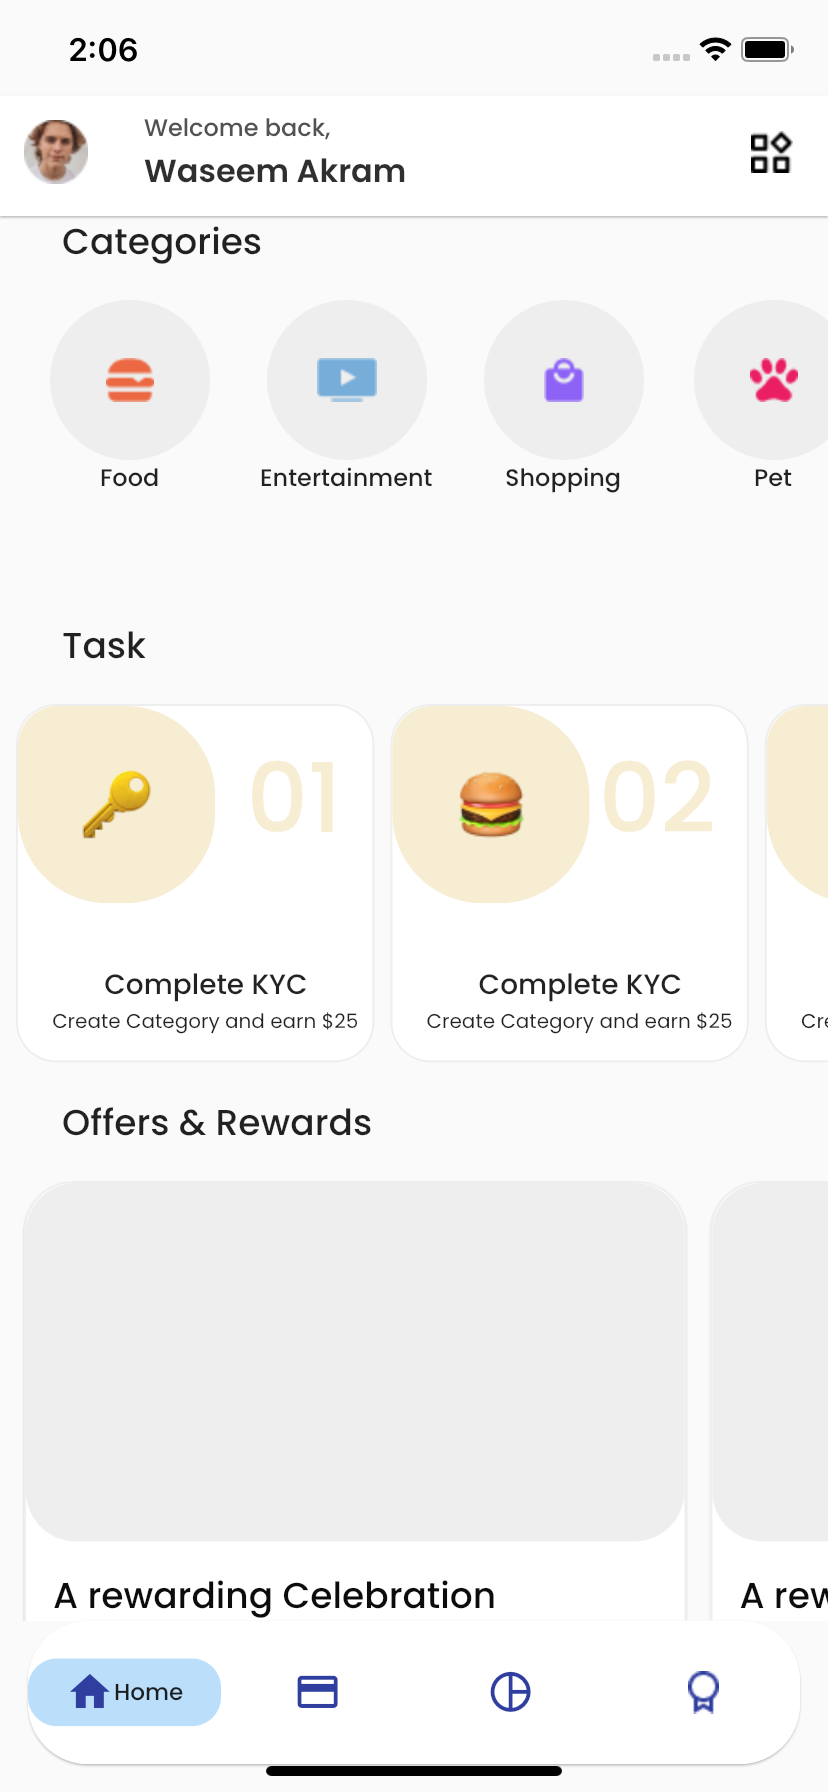 2:06
Welcome back,
Waseem Akram
Categories
Food Entertainment Shopping Pet
Task
01 02
Complete KYC Complete KYC
Create Category and earn $25 Create Category and earn $25 Cre
Offers & Rewards
A rewarding Celebration A rew
Home